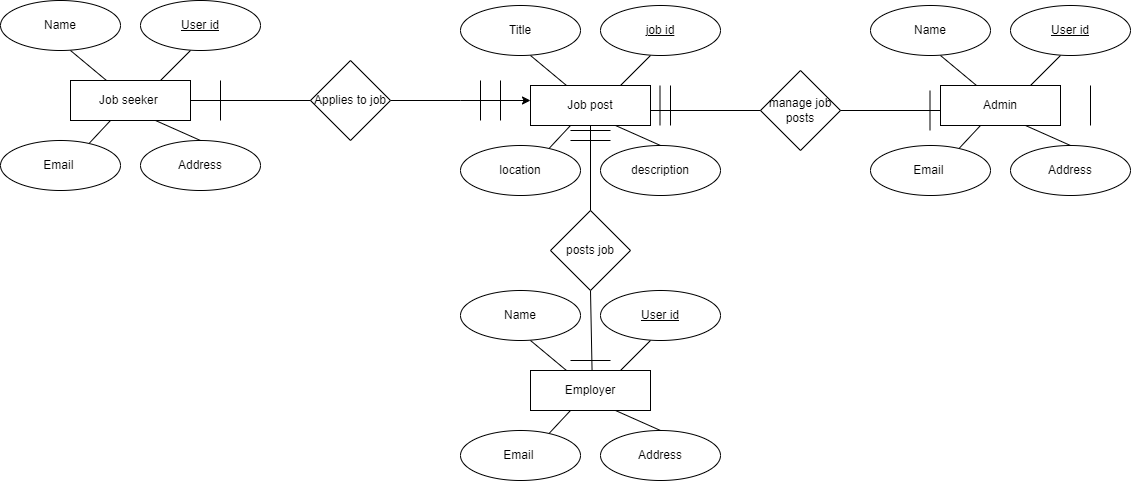 Name
User id
Title
job id
Name
User id
Job seeker
Applies to job
Job post
manage job
posts
Admin
Email
Address
location
description
Email
Address
posts job
Name
User id
Employer
Email
Address